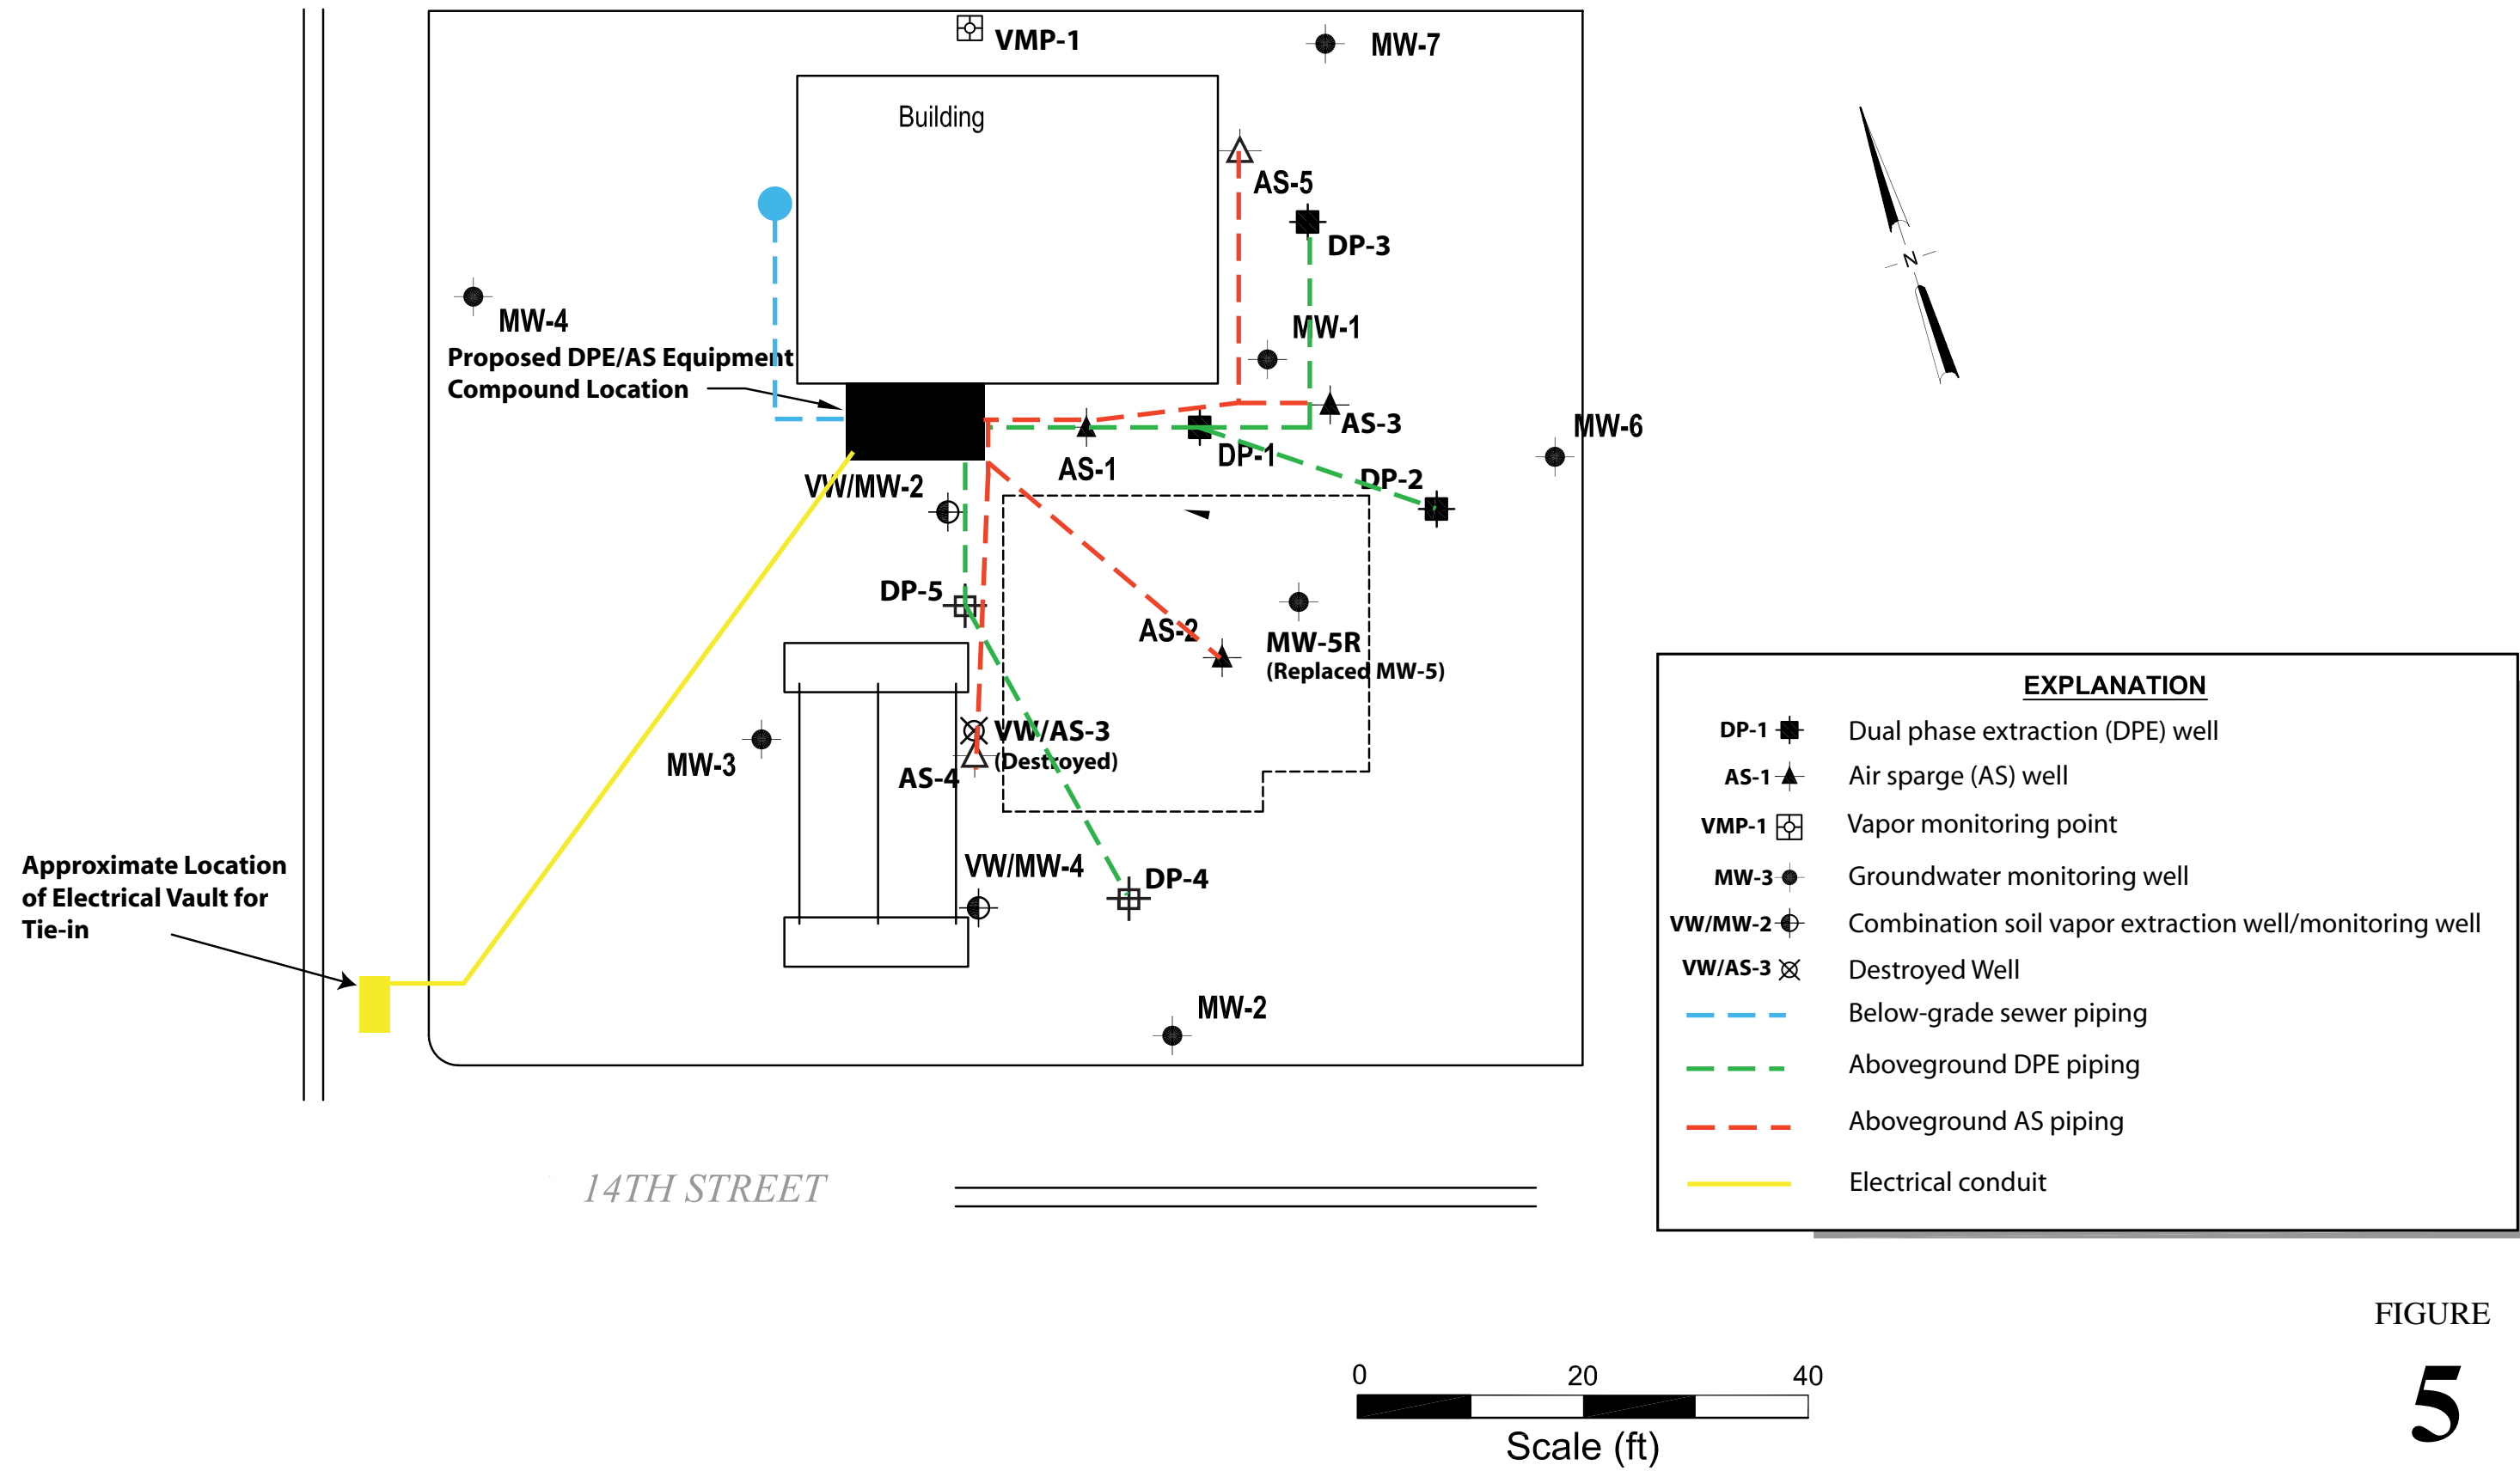 VMP-1
MW-7
Building
AS-5
DP-3
MW-4
MW-1
N
Proposed DPE/AS Equipment
Compound Location
AS-3
MW-6
DP-1
AS-1
DP-2
VW/MW-2
DP-5
AS-2
MW-5R
(Replaced MW-5)
VW/AS-3
(Destroyed)
MW-3
AS-4
VW/MW-4
DP-4
Approximate Location
of Electrical Vault for
Tie-in
MW-2
14TH STREET
EXPLANATION
DP-1 Dual phase extraction (DPE) well
AS-1 Air sparge (AS) well
VMP-1 Vapor monitoring point
MW-3 Groundwater monitoring well
VW/MW-2 Combination soil vapor extraction well/monitoring well
VW/AS-3 Destroyed Well
Below-grade sewer piping
Aboveground DPE piping
Aboveground AS piping
Electrical conduit
FIGURE
5
0 20 40
Scale (ft)